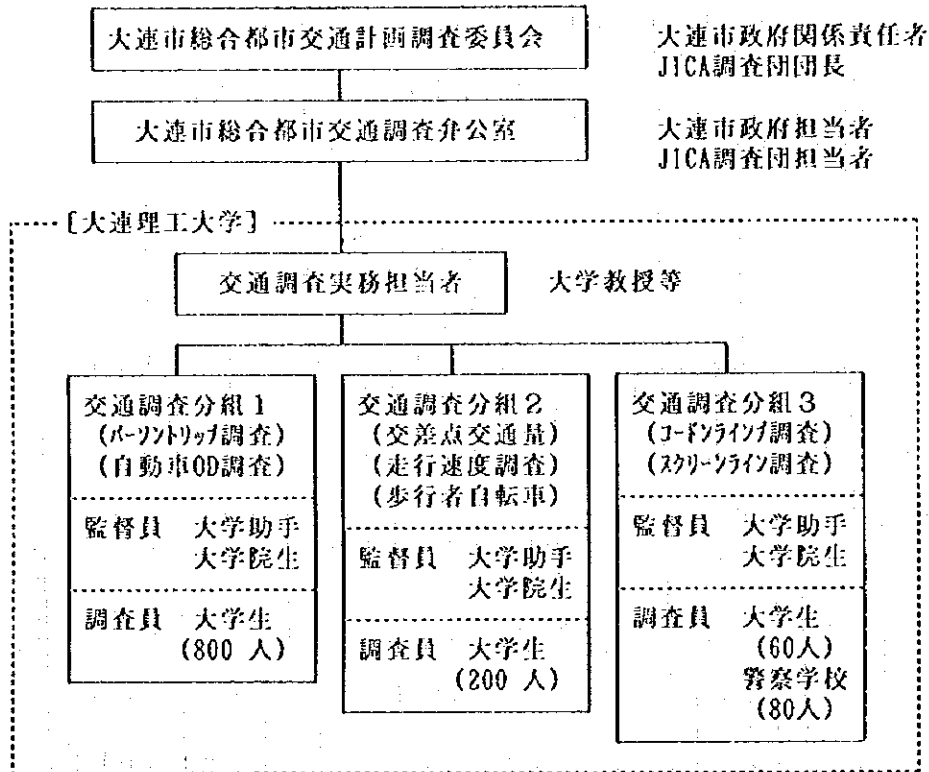 大連市総合都市交通計画調査委員会
大連市政府関係責任者
JICA調査団団長
大連市総合都市交通調査弁公室
大連市政府担当者
JICA調査団担当者
[大連理工大学]
交通調査実務担当者
大学教授等
交通調査分組1
(パーソントリップ調査)
(自動車OD調査)
監督員 大学助手
大学院生
調査員 大学生
(800 人)
交通調査分組2
(交差点交通量)
(走行速度調査)
(歩行者自転車)
監督員 大学助手
大学院生
調査員 大学生
(200 人)
交通調査分組3
(コードンライン調査)
(スクリーンライン調査)
監督員 大学助手
大学院生
調査員 大学生
(60人)
警察学校
(80人)